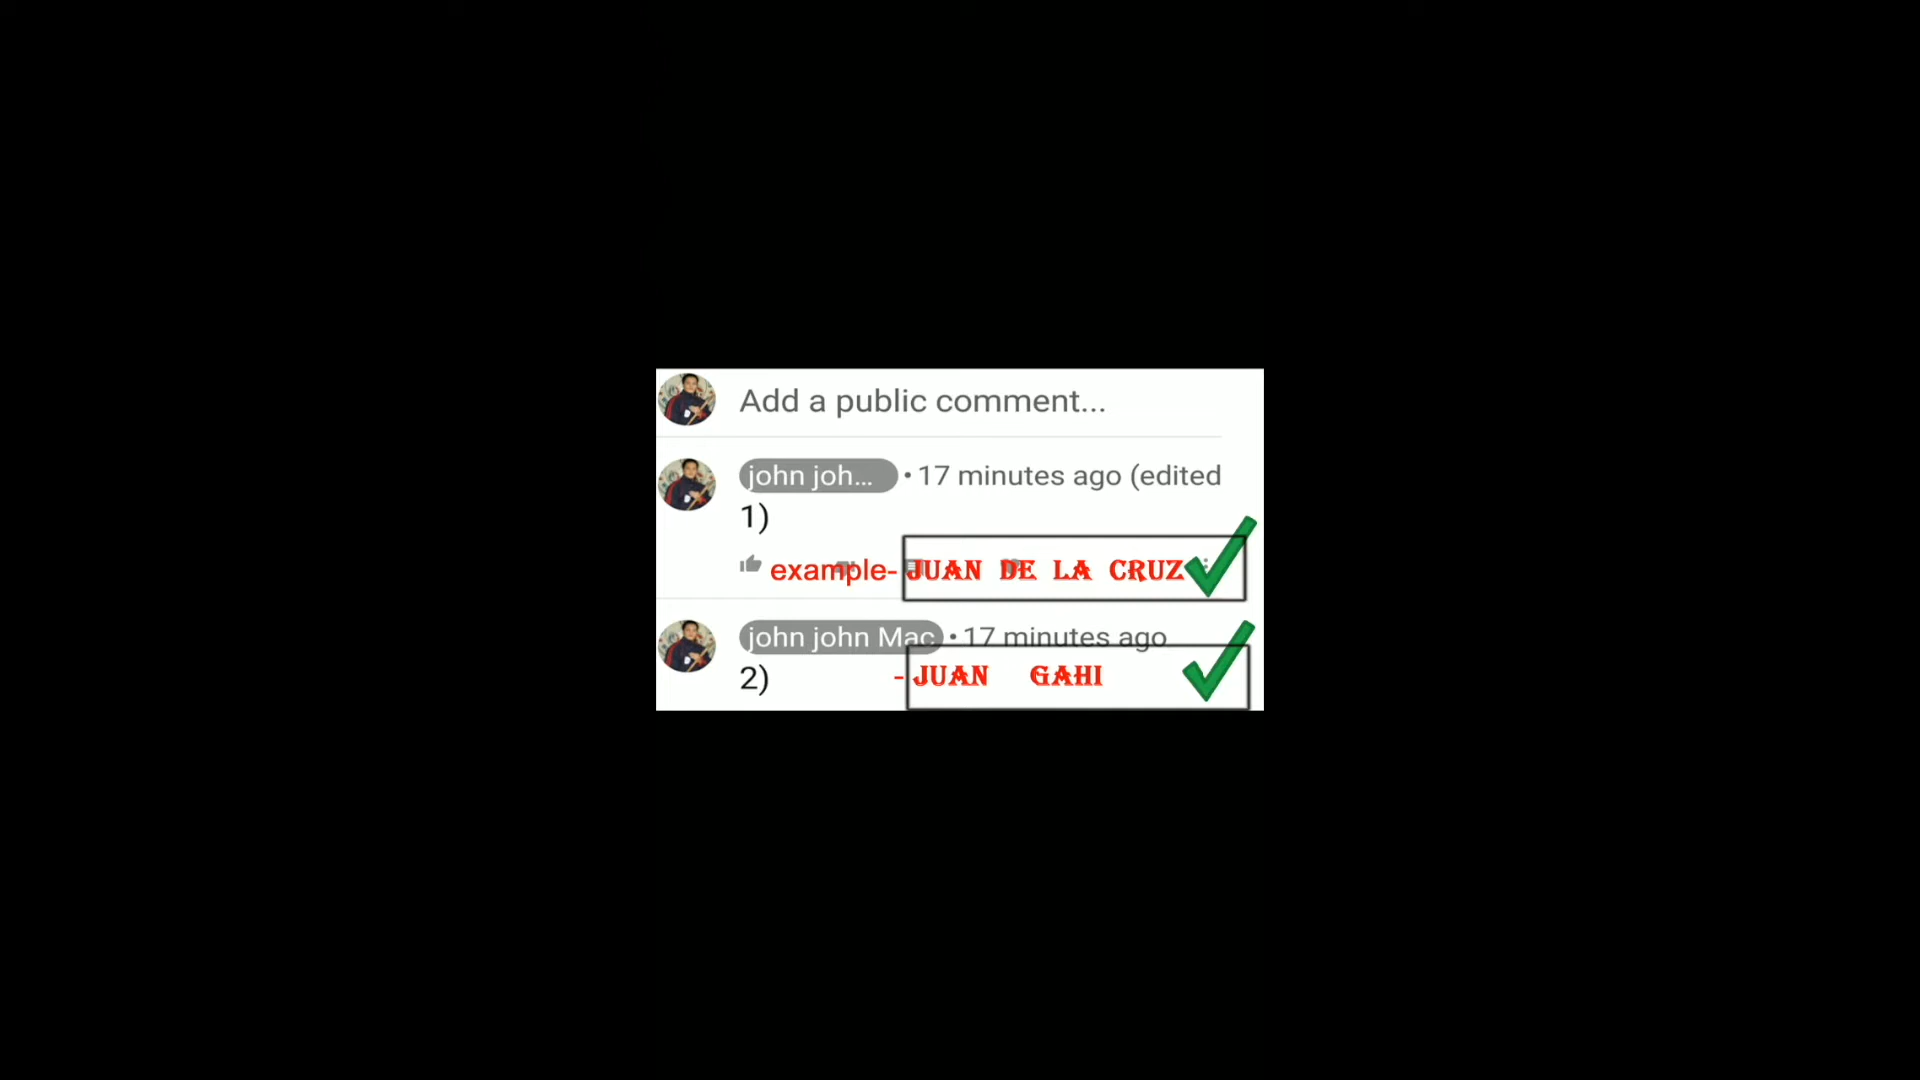 Add a public comment...
john joh... • 17 minutes ago (edited
1)
example- JUAN DE LA CRUZ
john john Mac • 17 minutes ago
2) - JUAN GAHI